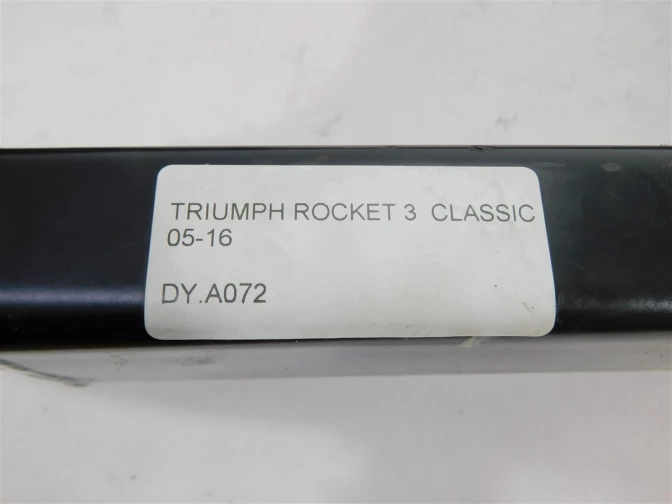 TRIUMPH ROCKET 3 CLASSIC
05-16
DY.A072